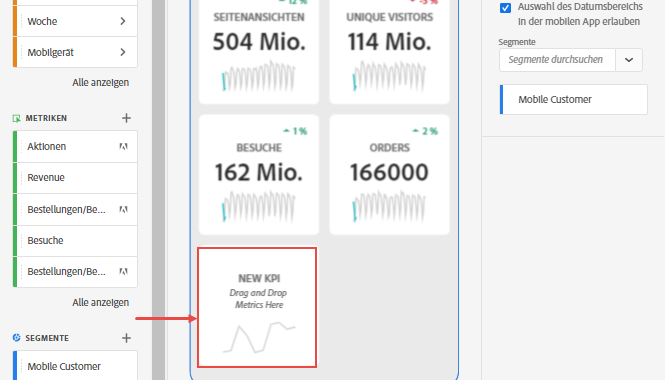 Woche
Mobilgerät
Alle anzeigen
METRIKEN
Aktionen
Revenue
Bestellungen/Be...
Besuche
Bestellungen/Be...
Alle anzeigen
SEGMENTE
Mobile Customer
SEITENANSICHTEN
504 Mio.
UNIQUE VISITORS
114 Mio.
1%
BESUCHE
162 Mio.
2%
ORDERS
166000
NEW KPI
Drag and Drop
Metrics Here
Auswahl des Datumsbereichs
in der mobilen App erlauben
Segmente
Segmente durchsuchen
Mobile Customer